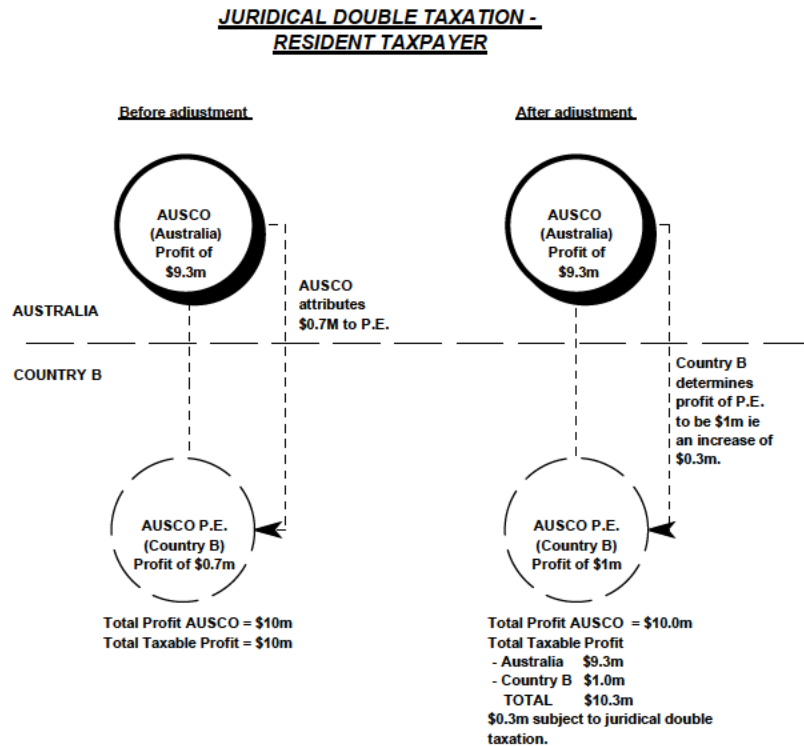 JURIDICAL DOUBLE TAXATION -
RESIDENT TAXPAYER
Before adjustment
After adjustment
AUSCO
(Australia)
Profit of
$9.3m
AUSCO
attributes
$0.7M to P.E.
AUSCO
(Australia)
Profit of
$9.3m
AUSTRALIA
COUNTRY B
Country B
determines
profit of P.E.
to be $1m ie
an increase of
$0.3m.
AUSCO P.E.
(Country B)
Profit of $0.7m
AUSCO P.E.
(Country B)
Profit of $1m
Total Profit AUSCO = $10m
Total Taxable Profit = $10m
Total Profit AUSCO = $10.0m
Total Taxable Profit
- Australia $9.3m
- Country B $1.0m
TOTAL $10.3m
$0.3m subject to juridical double
taxation.